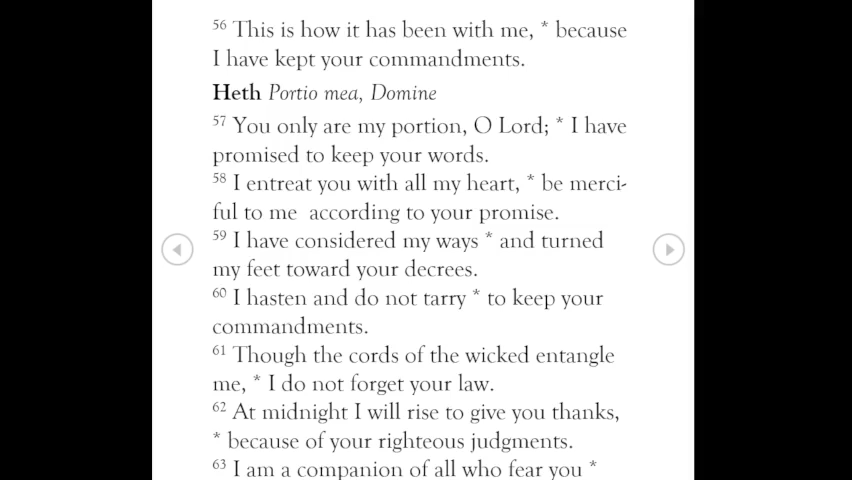 56 This is how it has been with me, * because
I have kept your commandments.
Heth Portio mea, Domine
57 You only are my portion, O Lord; * I have
promised to keep your words.
58 I entreat you with all my heart, * be merci-
ful to me  according to your promise.
59 I have considered my ways * and turned
my feet toward your decrees.
60 I hasten and do not tarry * to keep your
commandments.
61 Though the cords of the wicked entangle
me, * I do not forget your law.
62 At midnight I will rise to give you thanks,
* because of your righteous judgments.
63 I am a companion of all who fear you *